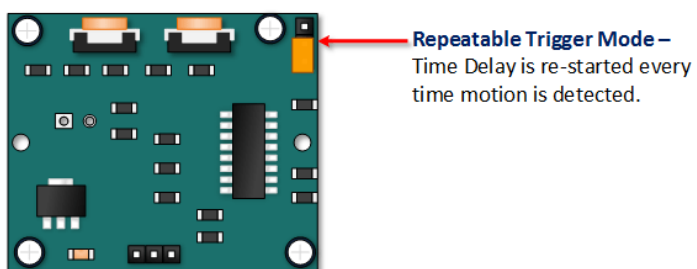 Repeatable Trigger Mode –
Time Delay is re-started every
time motion is detected.